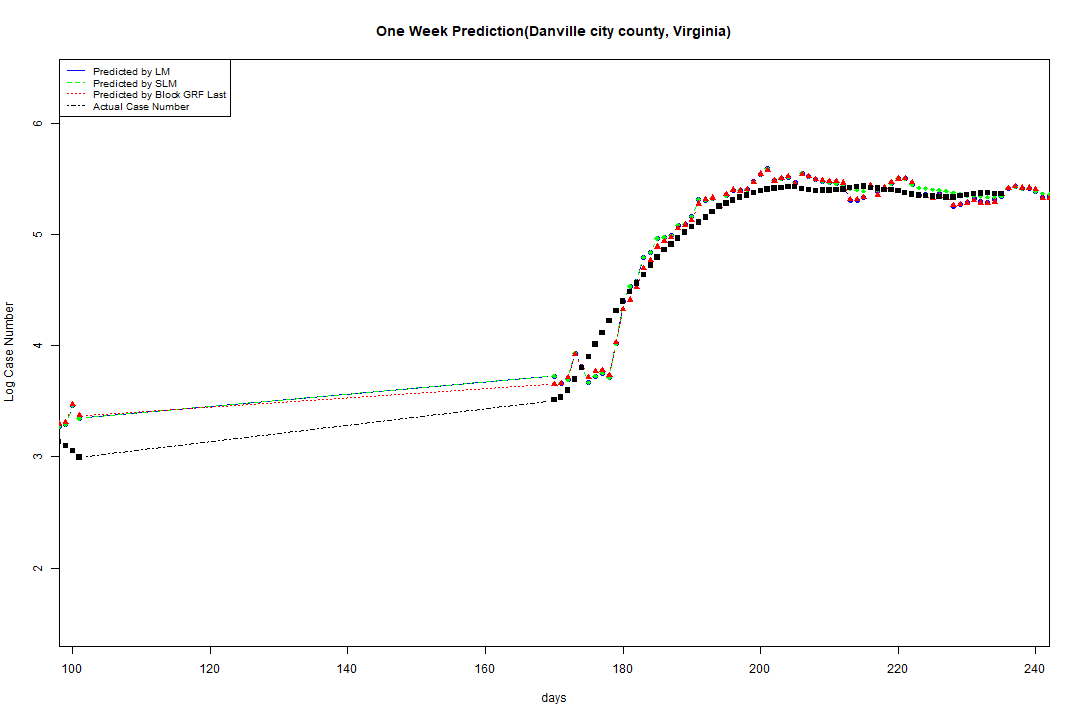 One Week Prediction(Danville city county, Virginia)
Predicted by LM
Predicted by SLM
Predicted by Block GRF Last
Actual Case Number
6
5
4
3
2
Log Case Number
100 120 140 160 180 200 220 240
days